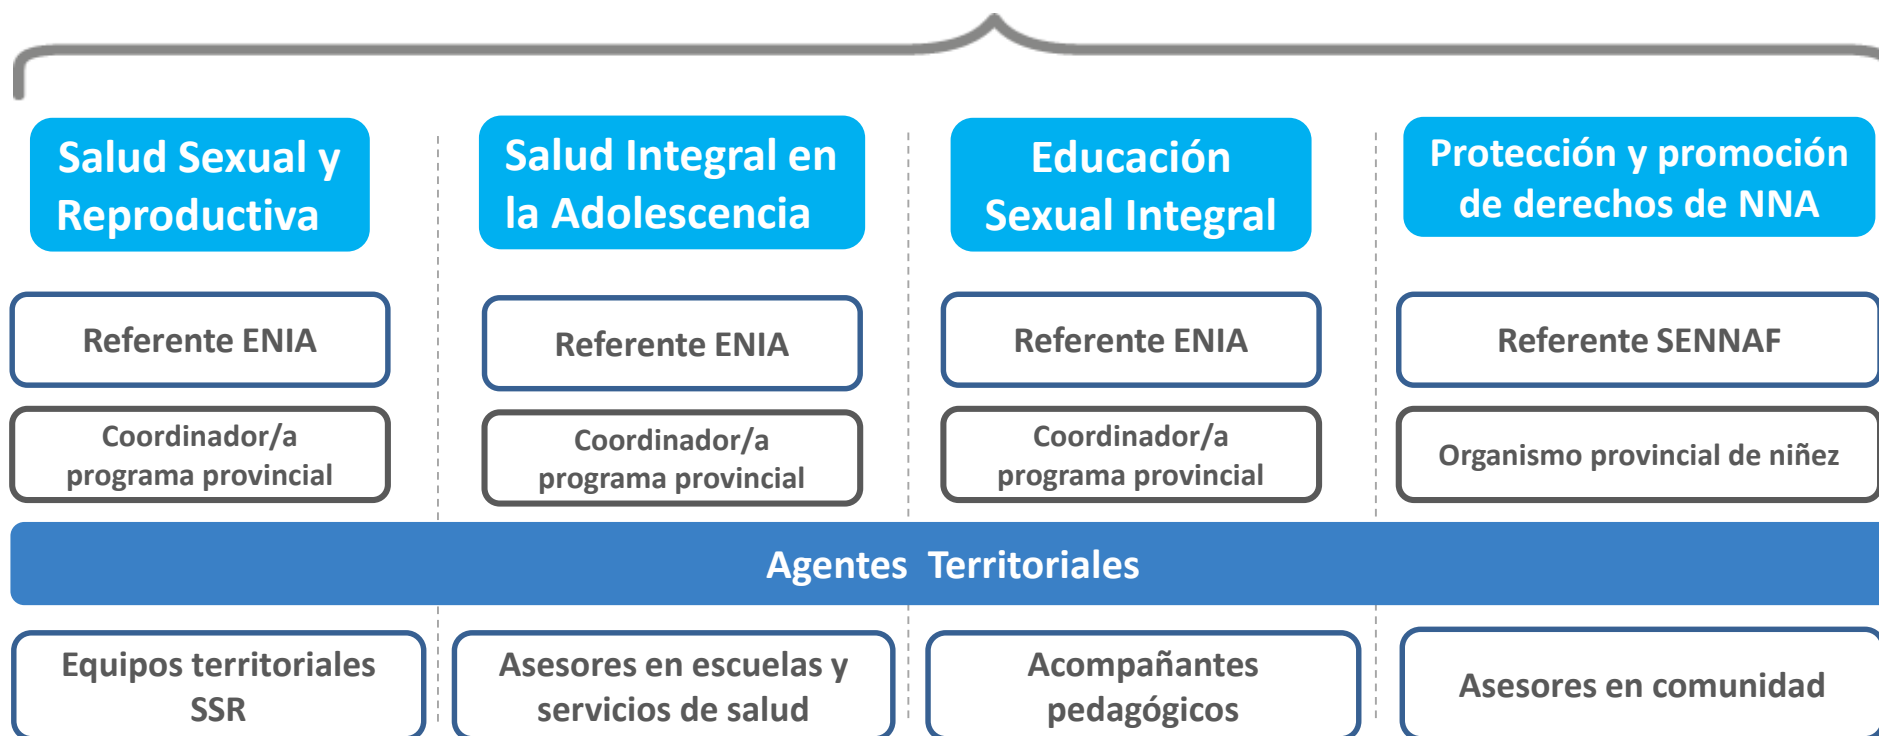 Salud Sexual y
Reproductiva
Salud Integral en
la Adolescencia
Educación
Sexual Integral
Protección y promoción
de derechos de NNA
Referente ENIA
Referente ENIA
Referente ENIA
Referente SENNAF
Coordinador/a
programa provincial
Coordinador/a
programa provincial
Coordinador/a
programa provincial
Organismo provincial de niñez
Agentes Territoriales
Equipos territoriales
SSR
Asesores en escuelas y
servicios de salud
Acompañantes
pedagógicos
Asesores en comunidad